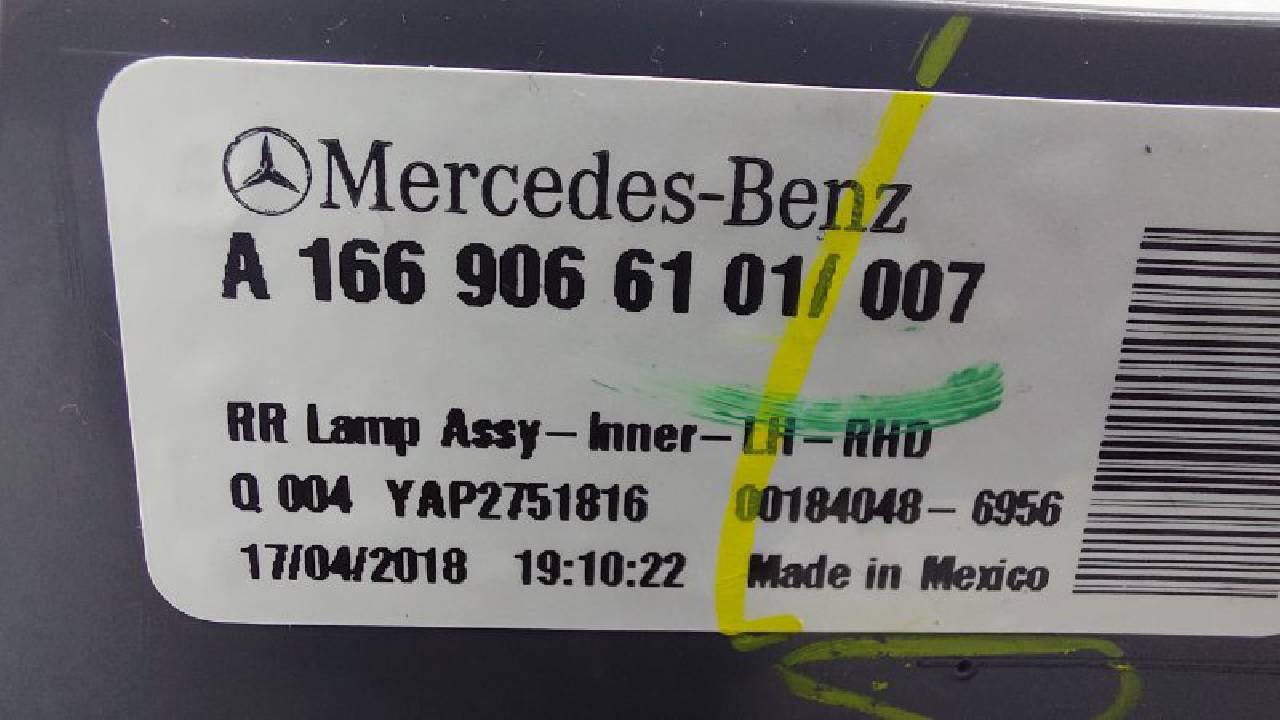 Mercedes-Benz
A 166 906 61 01/ 007
RR Lamp Assy-Inner-LH-RHD
Q 004 YAP2751816 00184048-6956
17/04/2018 19:10:22 Made in Mexico